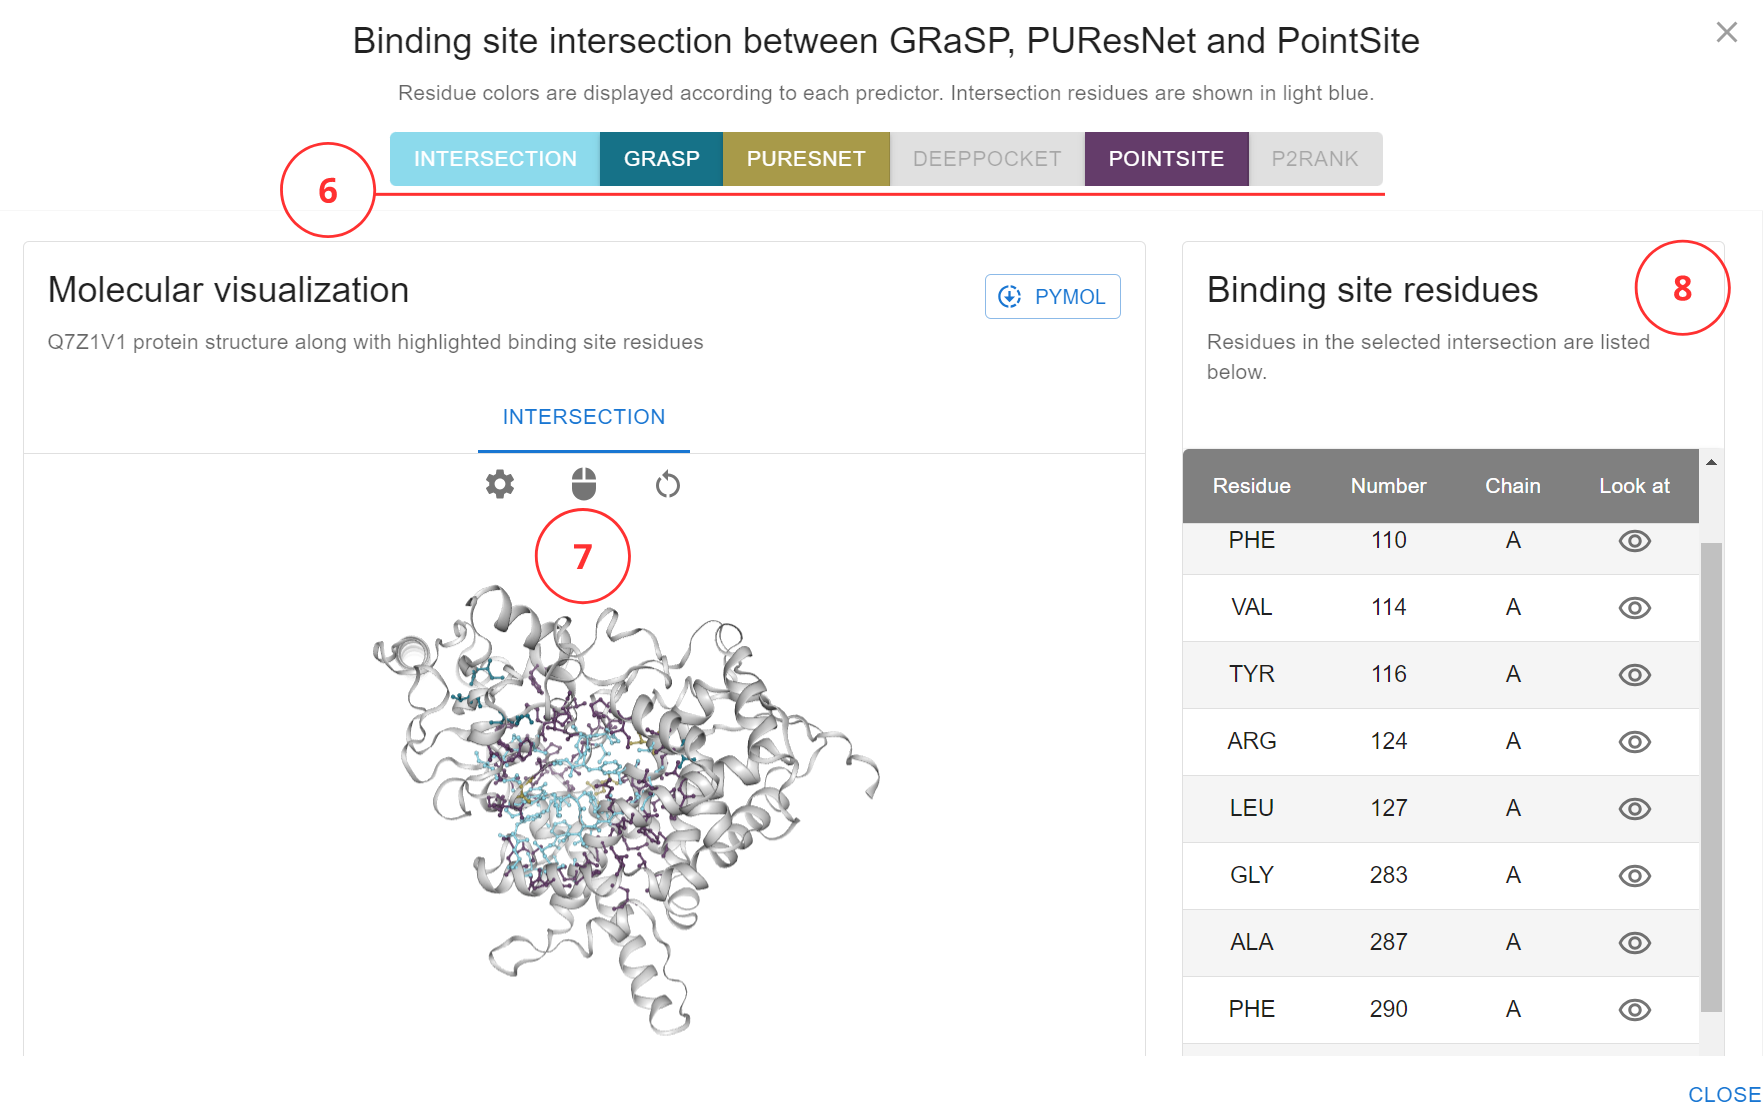 Binding site intersection between GRaSP, PUResNet and PointSite
Residue colors are displayed according to each predictor. Intersection residues are shown in light blue.
INTERSECTION GRASP PURESNET DEEPPOCKET POINTSITE P2RANK
6
Molecular visualization
PYMOL
Q7Z1V1 protein structure along with highlighted binding site residues
INTERSECTION
7
Binding site residues
8
Residues in the selected intersection are listed
below.
Residue Number Chain Look at
PHE 110 A
VAL 114 A
TYR 116 A
ARG 124 A
LEU 127 A
GLY 283 A
ALA 287 A
PHE 290 A
CLOSE